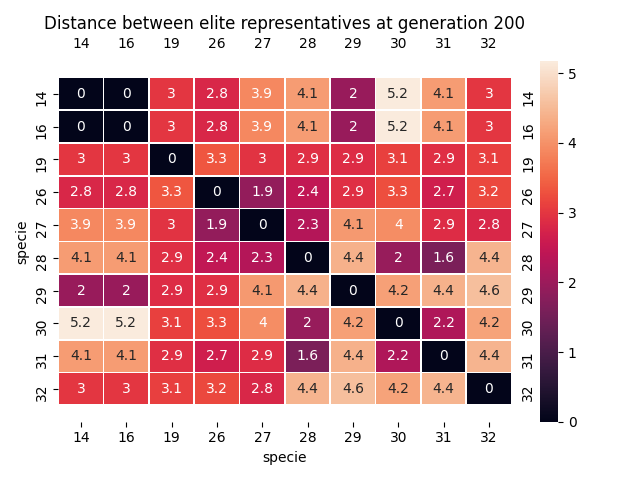 Distance between elite representatives at generation 200
14 16 19 26 27 28 29 30 31 32
14 0 0 3 2.8 3.9 4.1 2 5.2 4.1 3 14
16 0 0 3 2.8 3.9 4.1 2 5.2 4.1 3 16
19 3 3 0 3.3 3 2.9 2.9 3.1 2.9 3.1 19
26 2.8 2.8 3.3 0 1.9 2.4 2.9 3.3 2.7 3.2 26
27 3.9 3.9 3 1.9 0 2.3 4.1 4 2.9 2.8 27
28 4.1 4.1 2.9 2.4 2.3 0 4.4 2 1.6 4.4 28
29 2 2 2.9 2.9 4.1 4.4 0 4.2 4.4 4.6 29
30 5.2 5.2 3.1 3.3 4 2 4.2 0 2.2 4.2 30
31 4.1 4.1 2.9 2.7 2.9 1.6 4.4 2.2 0 4.4 31
32 3 3 3.1 3.2 2.8 4.4 4.6 4.2 4.4 0 32
14 16 19 26 27 28 29 30 31 32
specie
specie
5
4
3
2
1
0